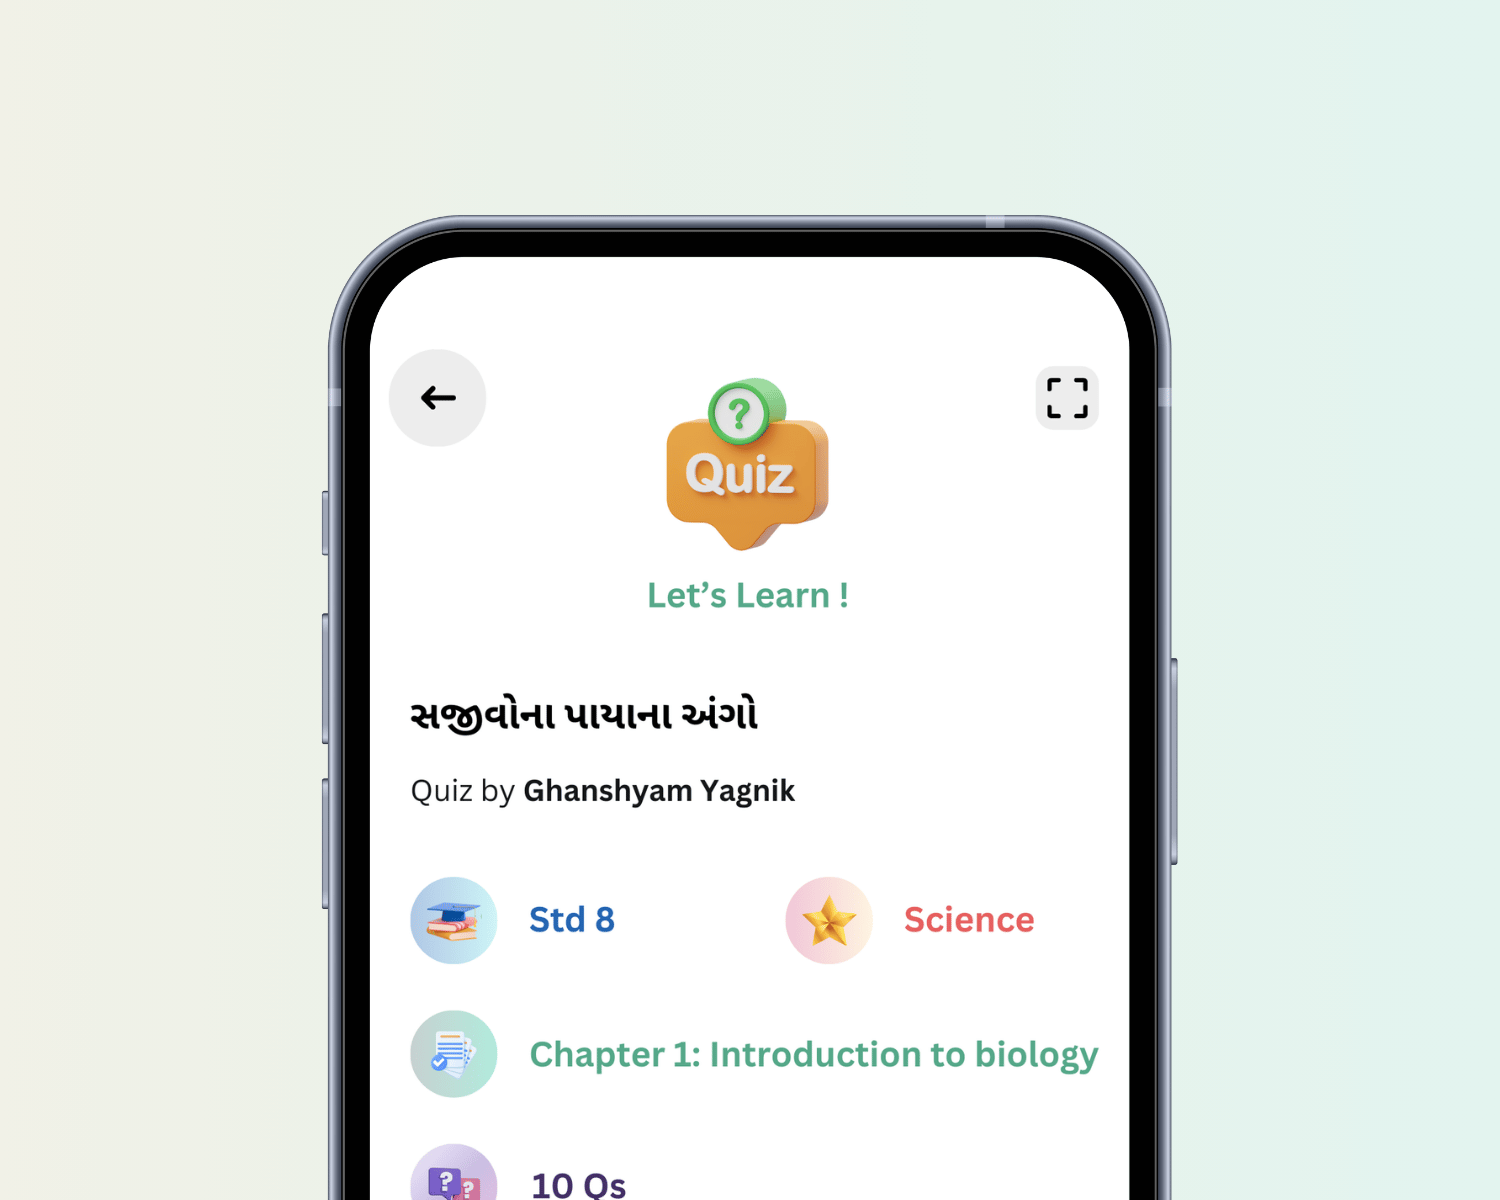 ?
Quiz
Let’s Learn !
સજીવોના પાયાના અંગો
Quiz by Ghanshyam Yagnik
Std 8
Science
Chapter 1: Introduction to biology
? ?
10 Qs